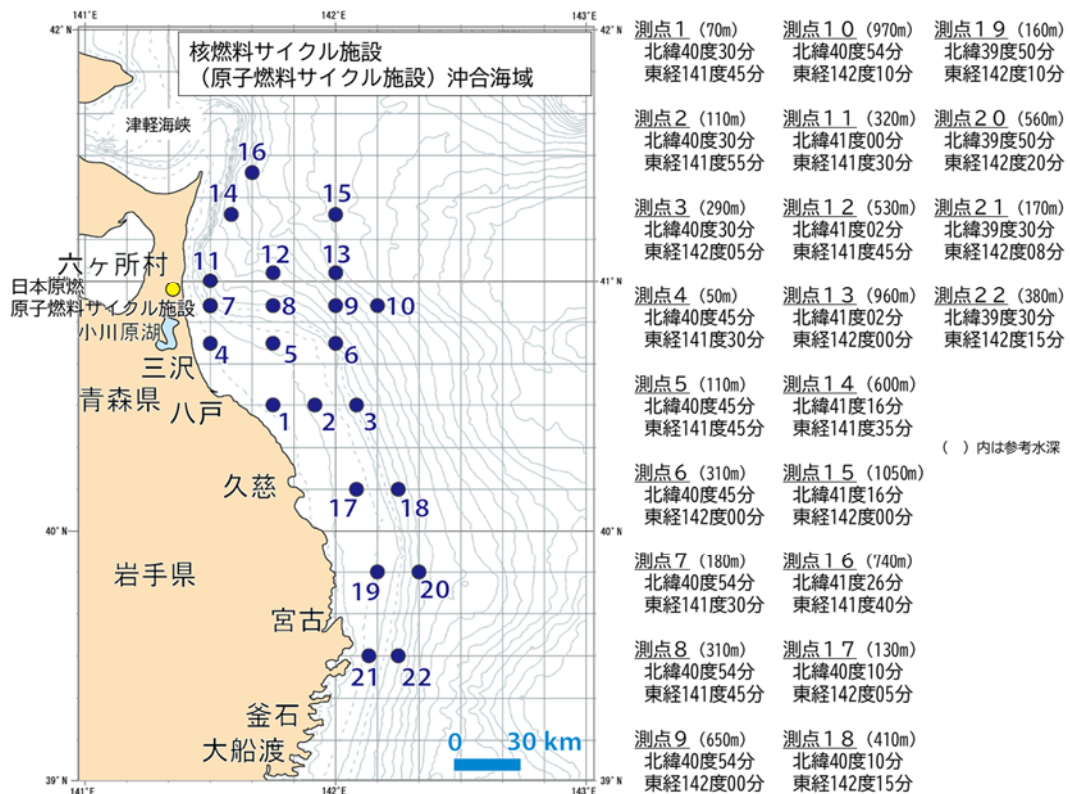 141°E
142°E
143°E
42°N
核燃料サイクル施設
(原子燃料サイクル施設)沖合海域
津軽海峡
16
14
15
六ヶ所村
11
12
13
41°N
日本原燃
原子燃料サイクル施設
7
8
9
10
小川原湖
4
5
6
三沢
青森県
八戸
1
2
3
久慈
17
18
40°N
岩手県
19
20
宮古
21
22
釜石
大船渡
0 30 km
39°N
141°E
142°E
143°E
測点1 (70m)
北緯40度30分
東経141度45分
測点2 (110m)
北緯40度30分
東経141度55分
測点3 (290m)
北緯40度30分
東経142度05分
測点4 (50m)
北緯40度45分
東経141度30分
測点5 (110m)
北緯40度45分
東経141度45分
測点6 (310m)
北緯40度45分
東経142度00分
測点7 (180m)
北緯40度54分
東経141度30分
測点8 (310m)
北緯40度54分
東経141度45分
測点9 (650m)
北緯40度54分
東経142度00分
測点10 (970m)
北緯40度54分
東経142度10分
測点11 (320m)
北緯41度00分
東経141度30分
測点12 (530m)
北緯41度02分
東経141度45分
測点13 (960m)
北緯41度02分
東経142度00分
測点14 (600m)
北緯41度16分
東経141度35分
測点15 (1050m)
北緯41度16分
東経142度00分
測点16 (740m)
北緯41度26分
東経141度40分
測点17 (130m)
北緯40度10分
東経142度05分
測点18 (410m)
北緯40度10分
東経142度15分
測点19 (160m)
北緯39度50分
東経142度10分
測点20 (560m)
北緯39度50分
東経142度20分
測点21 (170m)
北緯39度30分
東経142度08分
測点22 (380m)
北緯39度30分
東経142度15分
( )内は参考水深